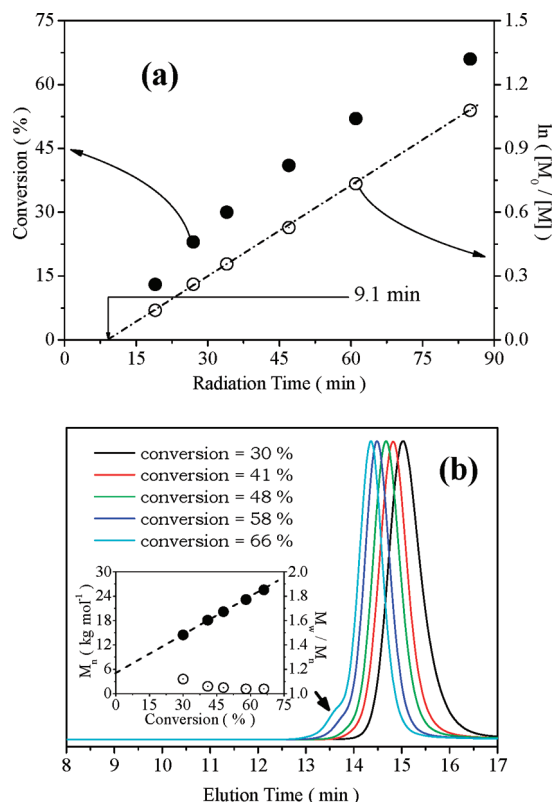 (a)
Conversion ( % )
75
60
45
30
15
0
1.5
1.2
0.9
0.6
0.3
0.0
ln ( [M₀ / [M] )
9.1 min
0 15 30 45 60 75 90
Radiation Time ( min )
(b)
conversion = 30 %
conversion = 41 %
conversion = 48 %
conversion = 58 %
conversion = 66 %
Mₙ ( kg mol⁻¹ )
30
24
18
12
6
0
2.0
1.8
1.6
1.4
1.2
1.0
M_w / Mₙ
0 15 30 45 60 75
Conversion ( % )
8 9 10 11 12 13 14 15 16 17
Elution Time ( min )